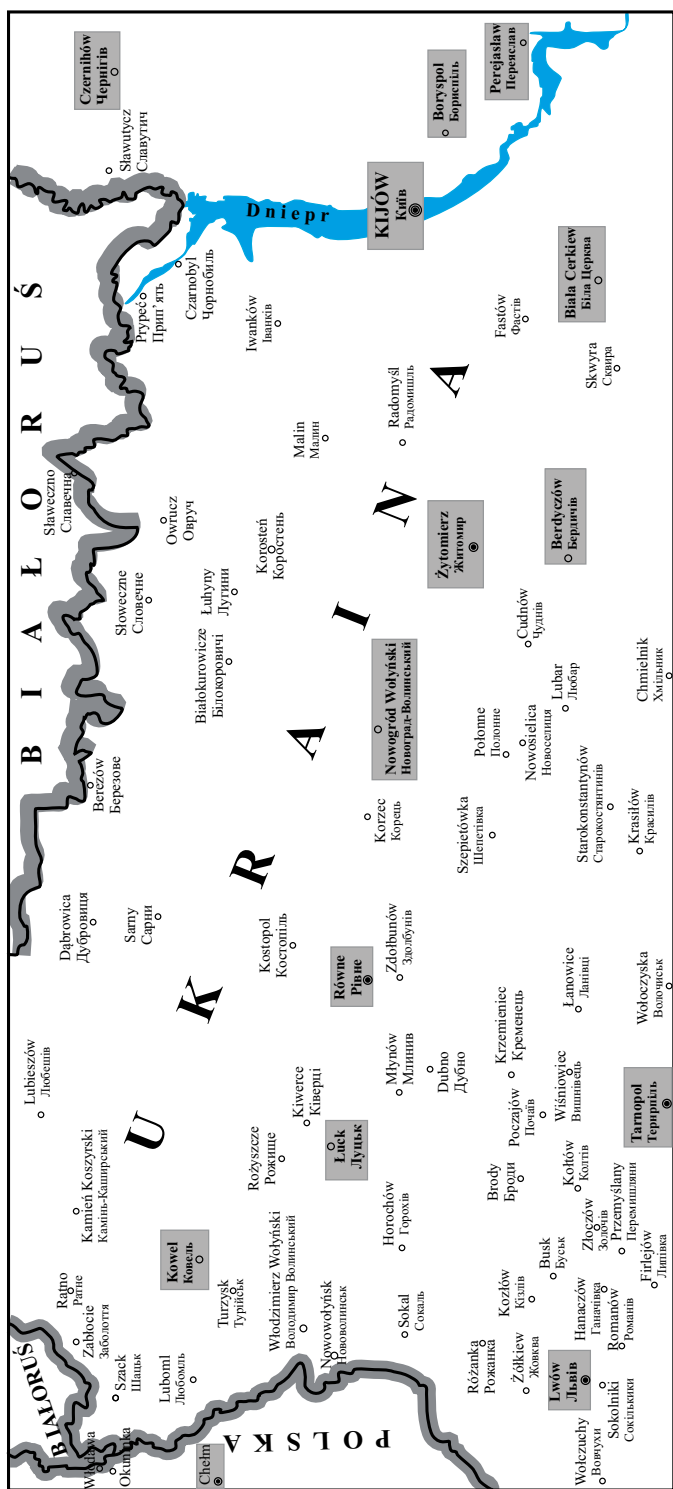 BIAŁORUŚ
BIAŁORUŚ
UKRAINA
POLSKA
Dniepr
Włodawa
Okuninka
Chełm
Szack
Шацьк
Zabłocie
Заболоття
Ratno
Ратне
Kamień Koszyrski
Камінь-Каширський
Lubieszów
Любешів
Dąbrowica
Дубровиця
Sarny
Сарни
Berezów
Березове
Białokurowicze
Білокоровичі
Słoweczne
Словечне
Łuhyny
Лугини
Owrucz
Овруч
Sławeczno
Славечна
Korosteń
Коростень
Prypeć
Прип’ять
Czarnobyl
Чорнобиль
Sławutycz
Славутич
Czernihów
Чернігів
Iwanków
Іванків
Malin
Малин
Radomyśl
Радомишль
KIJÓW
Київ
Boryspol
Бориспіль
Perejasław
Переяслав
Biała Cerkiew
Біла Церква
Fastów
Фастів
Skwyra
Сквира
Żytomierz
Житомир
Berdyczów
Бердичів
Cudnów
Чуднів
Lubar
Любар
Chmielnik
Хмільник
Nowogród Wołyński
Новоград-Волинський
Połonne
Полонне
Nowosielica
Новоселиця
Korzec
Корець
Szepietówka
Шепетівка
Starokonstantynów
Старокостянтинів
Krasiłów
Красилів
Kostopol
Костопіль
Równe
Рівне
Zdołbunów
Здолбунів
Łanowice
Ланівці
Wołoczyska
Волочиськ
Młynów
Млинив
Dubno
Дубно
Krzemieniec
Кременець
Poczajów
Почаїв
Wiśniowiec
Вишнівець
Tarnopol
Тернрпіль
Kiwerce
Ківерці
Łuck
Луцьк
Rożyszcze
Рожище
Kowel
Ковель
Turzysk
Турійськ
Luboml
Любомль
Włodzimierz Wołyński
Володимир Волинський
Nowowołyńsk
Нововолинськ
Horochów
Горохів
Sokal
Сокаль
Brody
Броди
Kołtów
Колтів
Busk
Буськ
Złoczów
Золочів
Przemyślany
Перемишляни
Firlejów
Липівка
Kozłów
Кізлів
Hanaczów
Ганачівка
Romanów
Романів
Różanka
Рожанка
Żółkiew
Жовква
Lwów
Львів
Sokolniki
Сокільники
Wołczuchy
Вовчухи